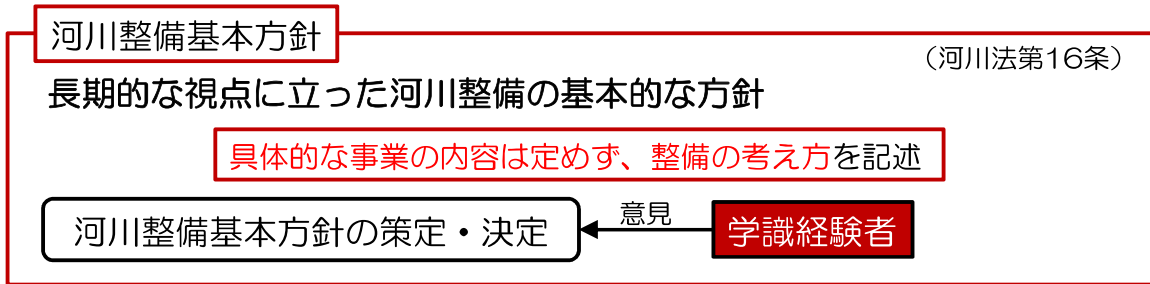 河川整備基本方針
（河川法第16条）
長期的な視点に立った河川整備の基本的な方針
具体的な事業の内容は定めず、整備の考え方を記述
河川整備基本方針の策定・決定
意見
学識経験者